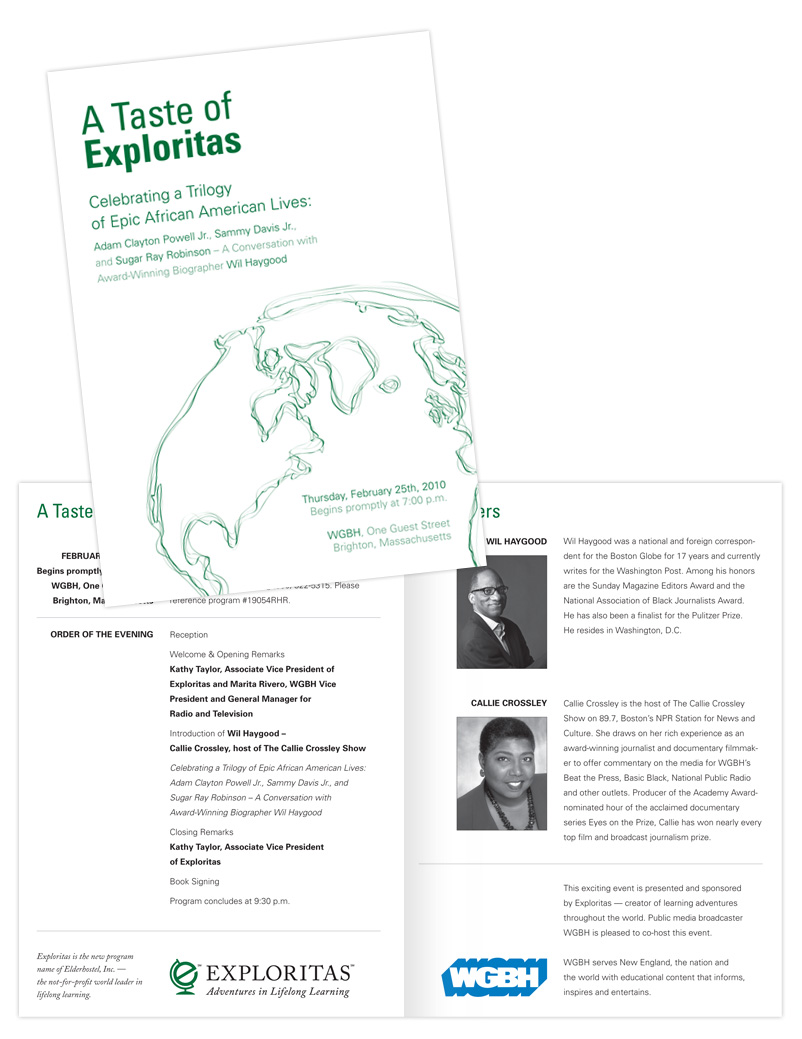 A Taste of
Exploritas
Celebrating a Trilogy
of Epic African American Lives:
Adam Clayton Powell Jr., Sammy Davis Jr.,
and Sugar Ray Robinson – A Conversation with
Award-Winning Biographer Wil Haygood
Thursday, February 25th, 2010
Begins promptly at 7:00 p.m.
WGBH, One Guest Street
Brighton, Massachusetts
A Taste
Begins promptly
WGBH, One
Brighton,
Please
reference program #19054RHR.
ORDER OF THE EVENING
Reception
Welcome & Opening Remarks
Kathy Taylor, Associate Vice President of
Exploritas and Marita Rivero, WGBH Vice
President and General Manager for
Radio and Television
Introduction of Wil Haygood –
Callie Crossley, host of The Callie Crossley Show
Celebrating a Trilogy of Epic African American Lives:
Adam Clayton Powell Jr., Sammy Davis Jr., and
Sugar Ray Robinson – A Conversation with
Award-Winning Biographer Wil Haygood
Closing Remarks
Kathy Taylor, Associate Vice President
of Exploritas
Book Signing
Program concludes at 9:30 p.m.
Exploritas is the new program
name of Elderhostel, Inc. —
the not-for-profit world leader in
lifelong learning.
EXPLORITAS™
Adventures in Lifelong Learning
WIL HAYGOOD
Wil Haygood was a national and foreign correspon-
dent for the Boston Globe for 17 years and currently
writes for the Washington Post. Among his honors
are the Sunday Magazine Editors Award and the
National Association of Black Journalists Award.
He has also been a finalist for the Pulitzer Prize.
He resides in Washington, D.C.
CALLIE CROSSLEY
Callie Crossley is the host of The Callie Crossley
Show on 89.7, Boston's NPR Station for News and
Culture. She draws on her rich experience as an
award-winning journalist and documentary filmmak-
er to offer commentary on the media for WGBH's
Beat the Press, Basic Black, National Public Radio
and other outlets. Producer of the Academy Award-
nominated hour of the acclaimed documentary
series Eyes on the Prize, Callie has won nearly every
top film and broadcast journalism prize.
This exciting event is presented and sponsored
by Exploritas — creator of learning adventures
throughout the world. Public media broadcaster
WGBH is pleased to co-host this event.
WGBH
WGBH serves New England, the nation and
the world with educational content that informs,
inspires and entertains.